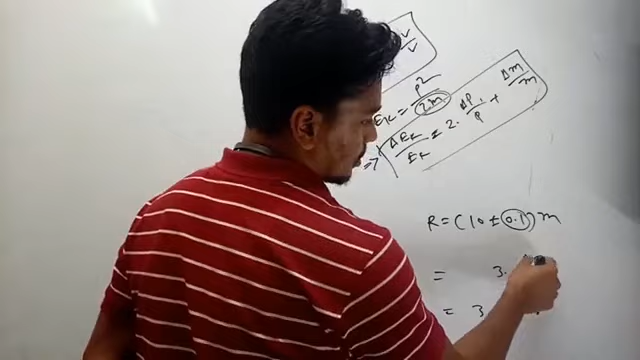 V/V
E_K = P²/2m
=> ΔE_K/E_K = 2·ΔP/P + Δm/m
R = (10 ± 0.1) m
= 3.
= 3